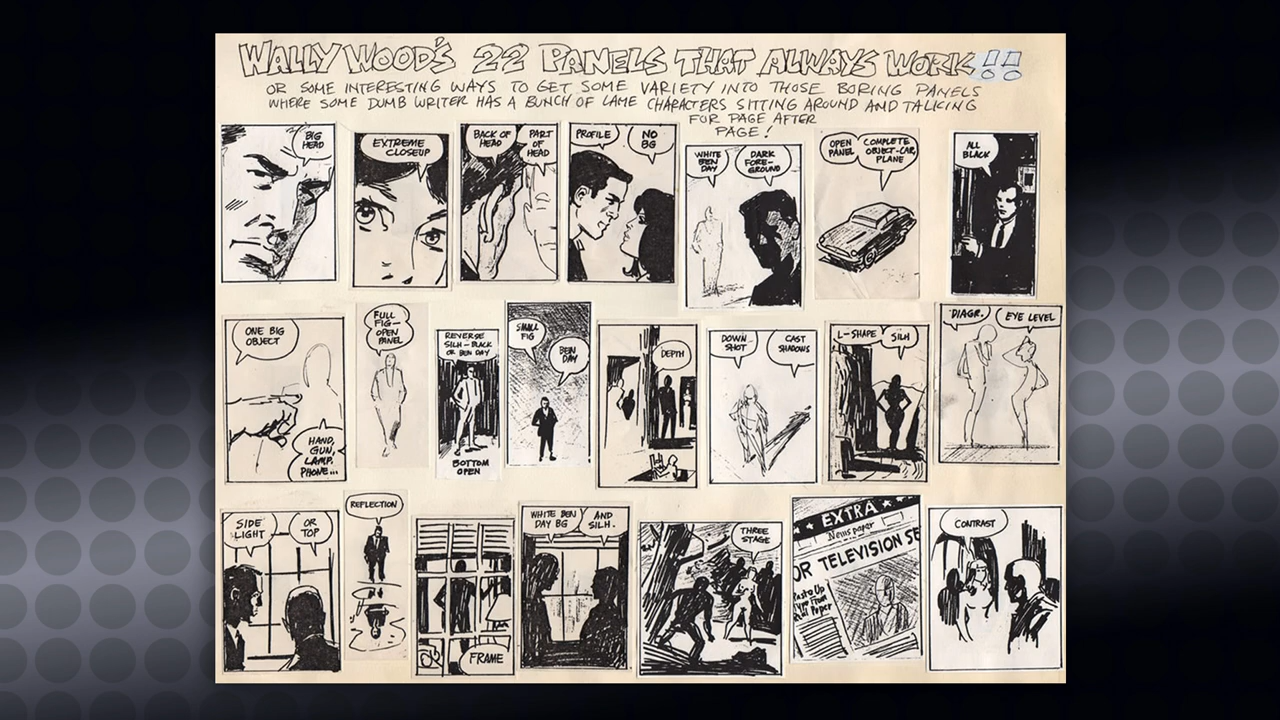 WALLY WOOD'S 22 PANELS THAT ALWAYS WORK!!
OR SOME INTERESTING WAYS TO GET SOME VARIETY INTO THOSE BORING PANELS
WHERE SOME DUMB WRITER HAS A BUNCH OF LAME CHARACTERS SITTING AROUND AND TALKING
FOR PAGE AFTER
PAGE!
BIG
HEAD
EXTREME
CLOSEUP
BACK OF
HEAD
PART
OF
HEAD
PROFILE
NO
BG
WHITE
BEN
DAY
DARK
FORE-
GROUND
OPEN
PANEL
COMPLETE
OBJECT-CAR,
PLANE
ALL
BLACK
ONE BIG
OBJECT
HAND,
GUN,
LAMP,
PHONE...
FULL
FIG-
OPEN
PANEL
REVERSE
SILH-BLACK
OR BEN DAY
BOTTOM
OPEN
SMALL
FIG
BEN
DAY
DEPTH
DOWN
SHOT
CAST
SHADOWS
L-SHAPE
SILH
DIAGR.
EYE LEVEL
SIDE
LIGHT
OR
TOP
REFLECTION
FRAME
WHITE BEN
DAY BG
AND
SILH.
THREE
STAGE
EXTRA
Newspaper
OR TELEVISION SE
Paper
CONTRAST